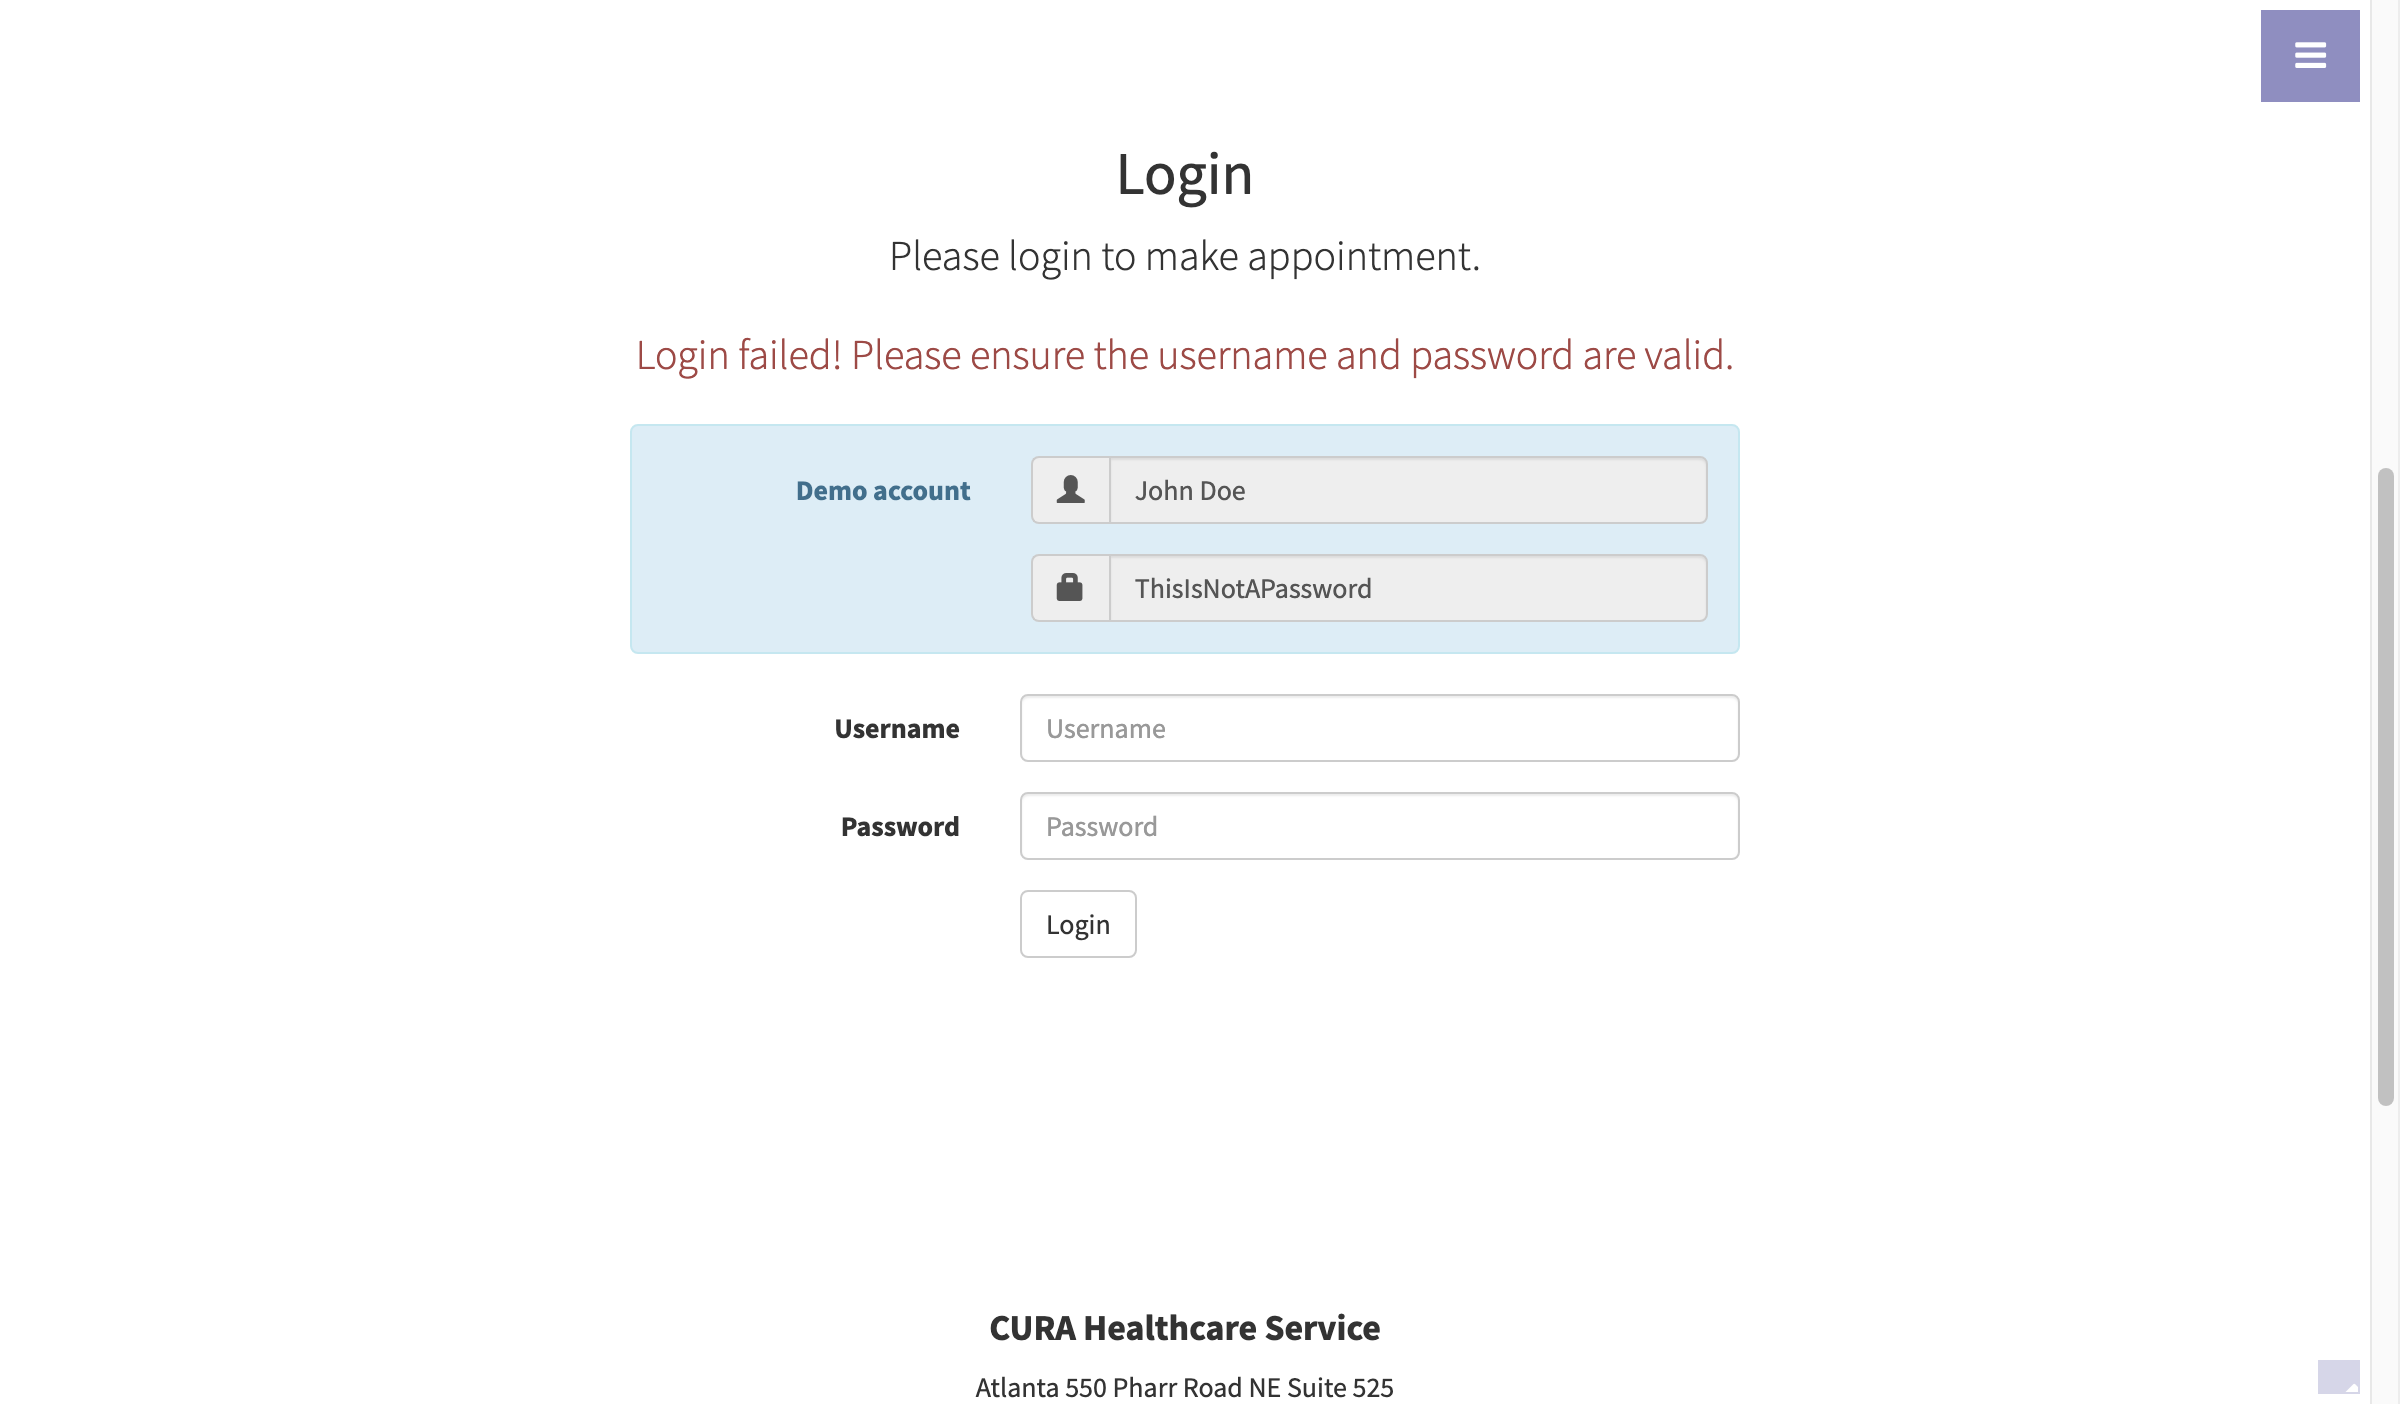 Login
Please login to make appointment.
Login failed! Please ensure the username and password are valid.
Demo account
John Doe
ThisIsNotAPassword
Username
Username
Password
Password
Login
CURA Healthcare Service
Atlanta 550 Pharr Road NE Suite 525